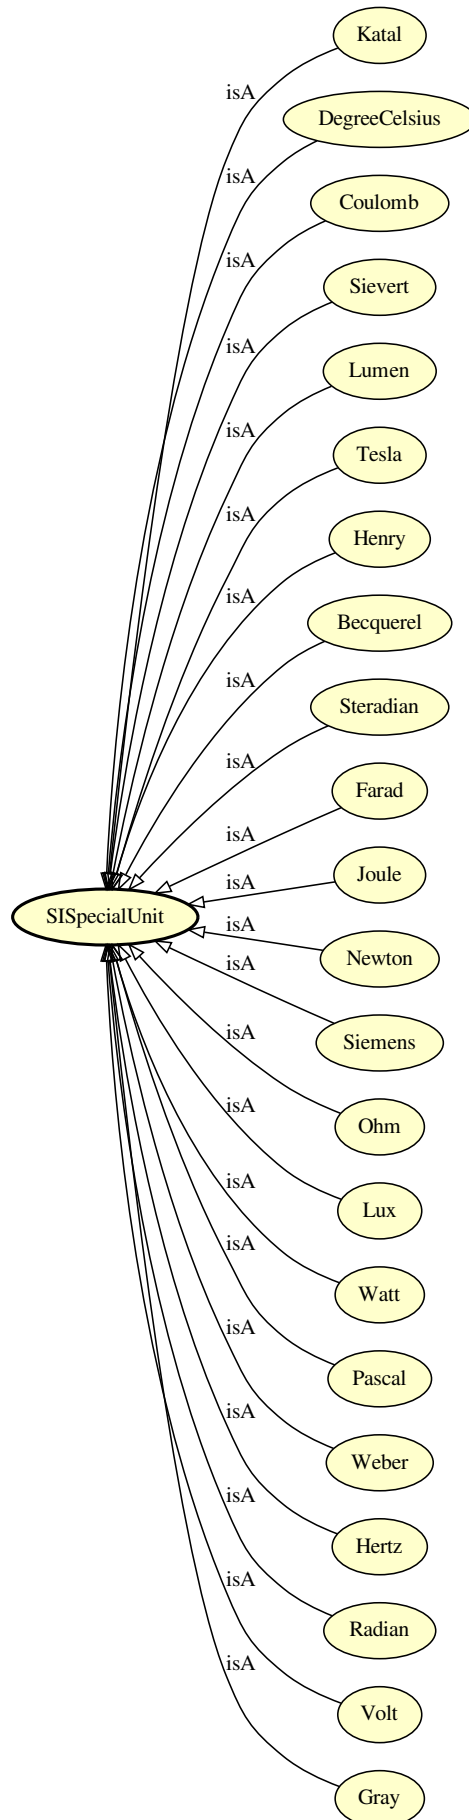 Katal
isA
DegreeCelsius
isA
Coulomb
isA
Sievert
isA
Lumen
isA
Tesla
isA
Henry
isA
Becquerel
isA
Steradian
isA
Farad
isA
Joule
isA
SISpecialUnit
isA
Newton
isA
Siemens
isA
Ohm
isA
Lux
isA
Watt
isA
Pascal
isA
Weber
isA
Hertz
isA
Radian
isA
Volt
isA
Gray